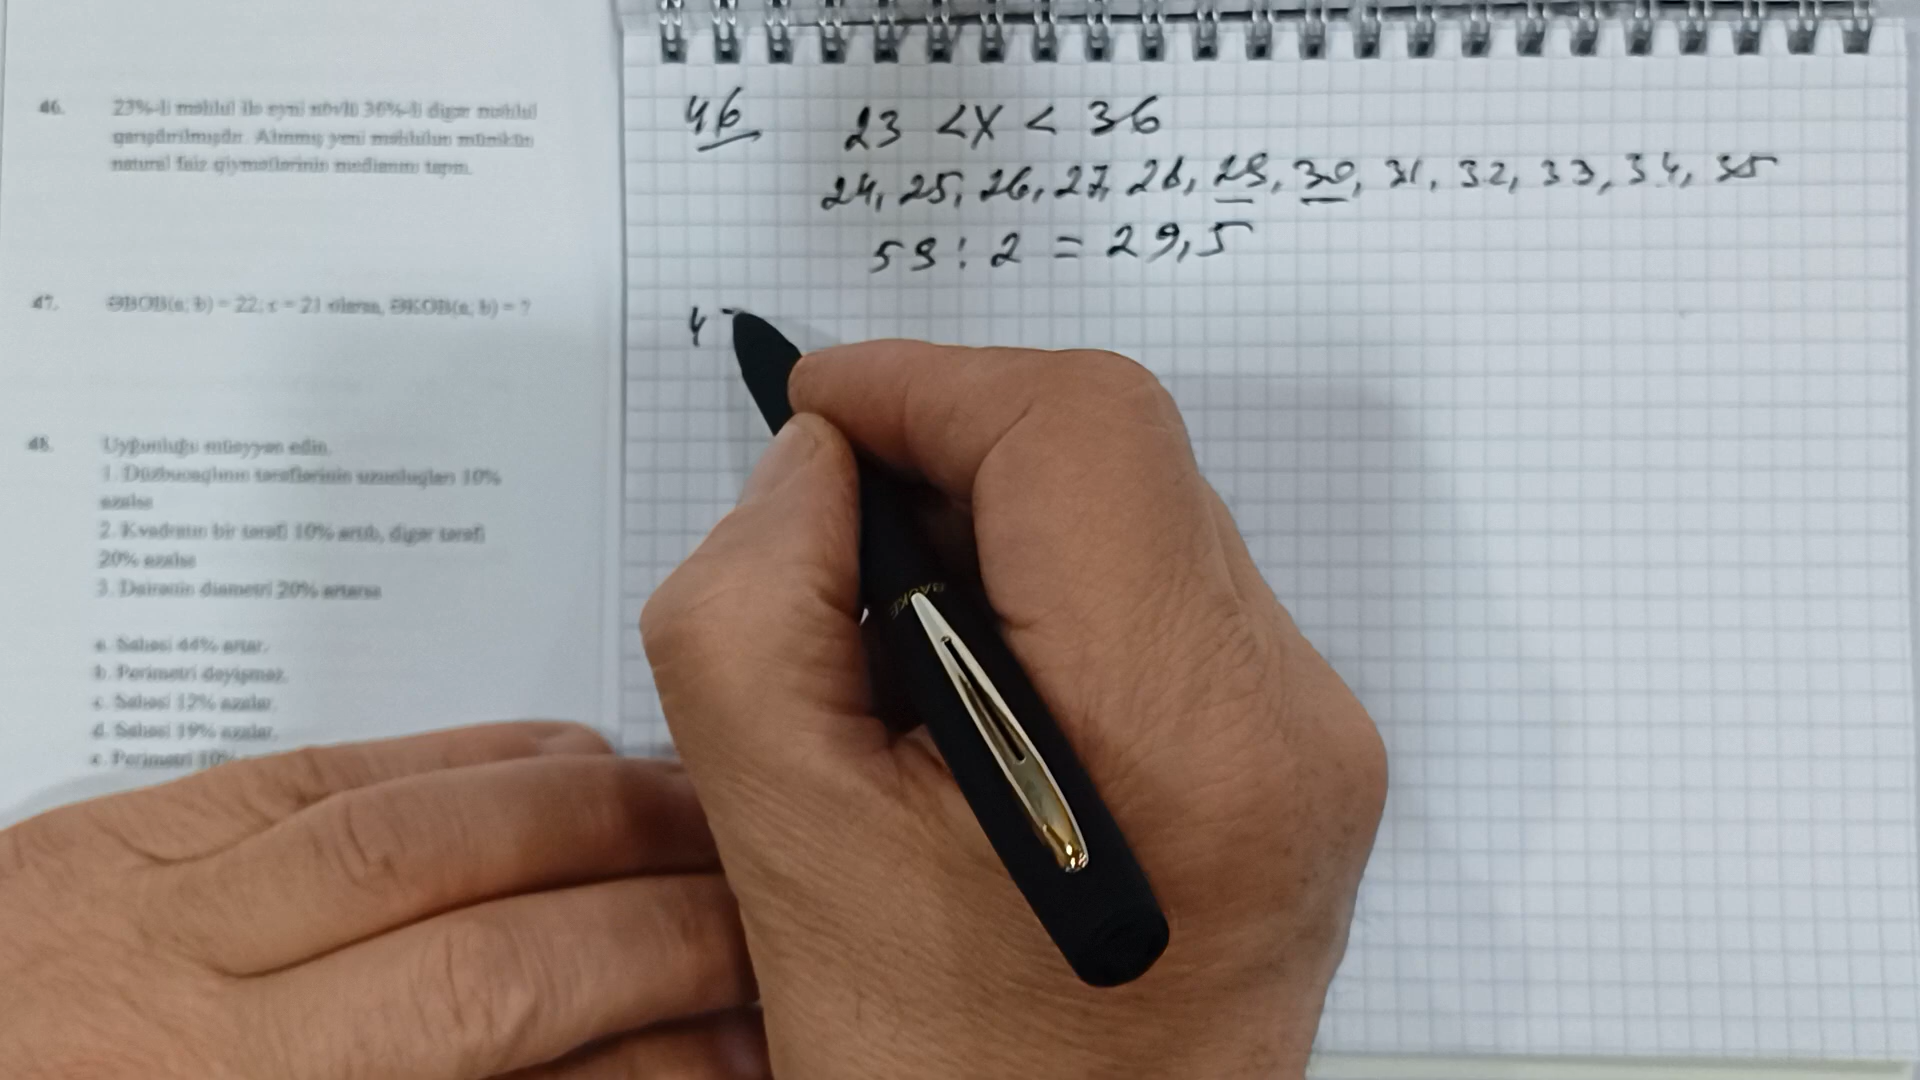 46. 23%-li məhlul ilə eyni növlü 36%-li digər məhlul
qarışdırılmışdır. Alınmış yeni məhlulun mümkün
natural faiz qiymətlərinin medianını tapın.
47. ƏBOB(a; b) = 22; x = 21 olarsa, ƏKOB(a; b) = ?
48. Uyğunluğu müəyyən edin.
1. Düzbucaqlının tərəflərinin uzunluqları 10%
azalsa
2. Kvadratın bir tərəfi 10% artıb, digər tərəfi
20% azalsa
3. Dairənin diametri 20% artarsa
a. Sahəsi 44% artar.
b. Perimetri dəyişməz.
c. Sahəsi 12% azalar.
d. Sahəsi 19% azalar.
e. Perimetri 10%
46 23 < x < 36
24, 25, 26, 27, 28, 29, 30, 31, 32, 33, 34, 35
59 : 2 = 29,5
4
BAOKE